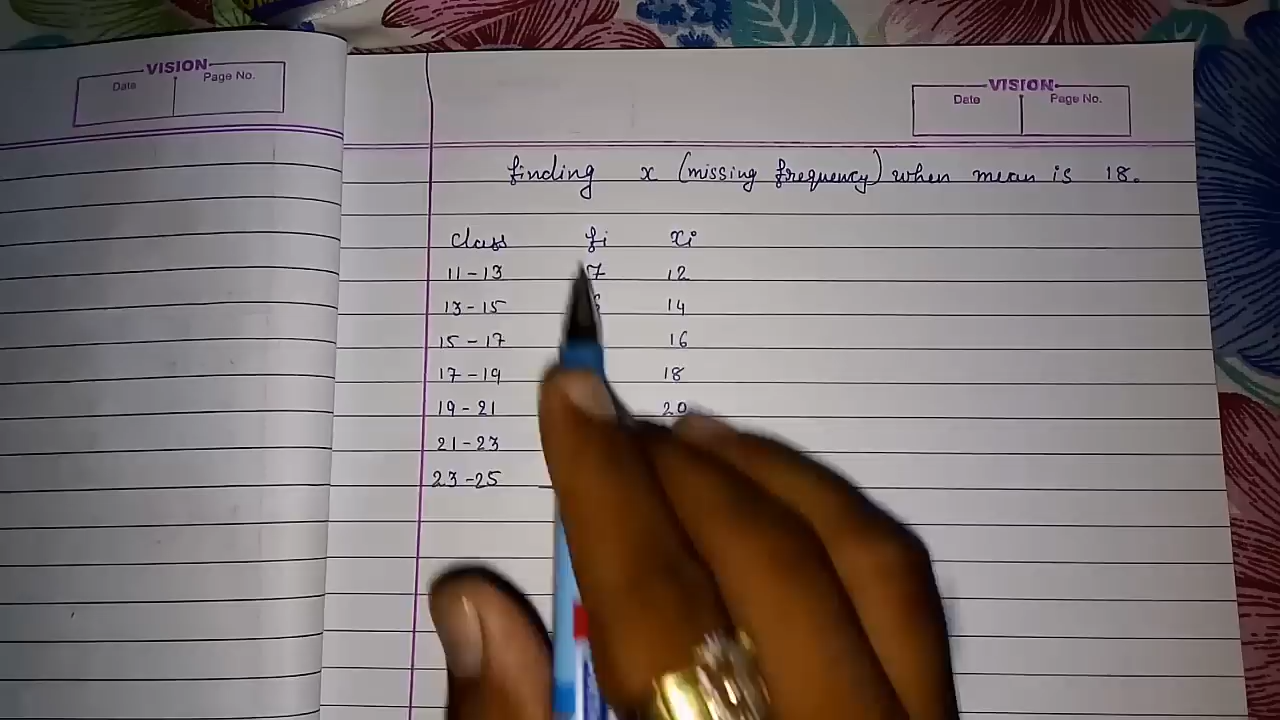 VISION
Date Page No.
VISION
Date Page No.
finding x (missing frequency) when mean is 18.
class fi xi
11-13 7 12
13-15 14
15-17 16
17-19 18
19-21 20
21-23
23-25